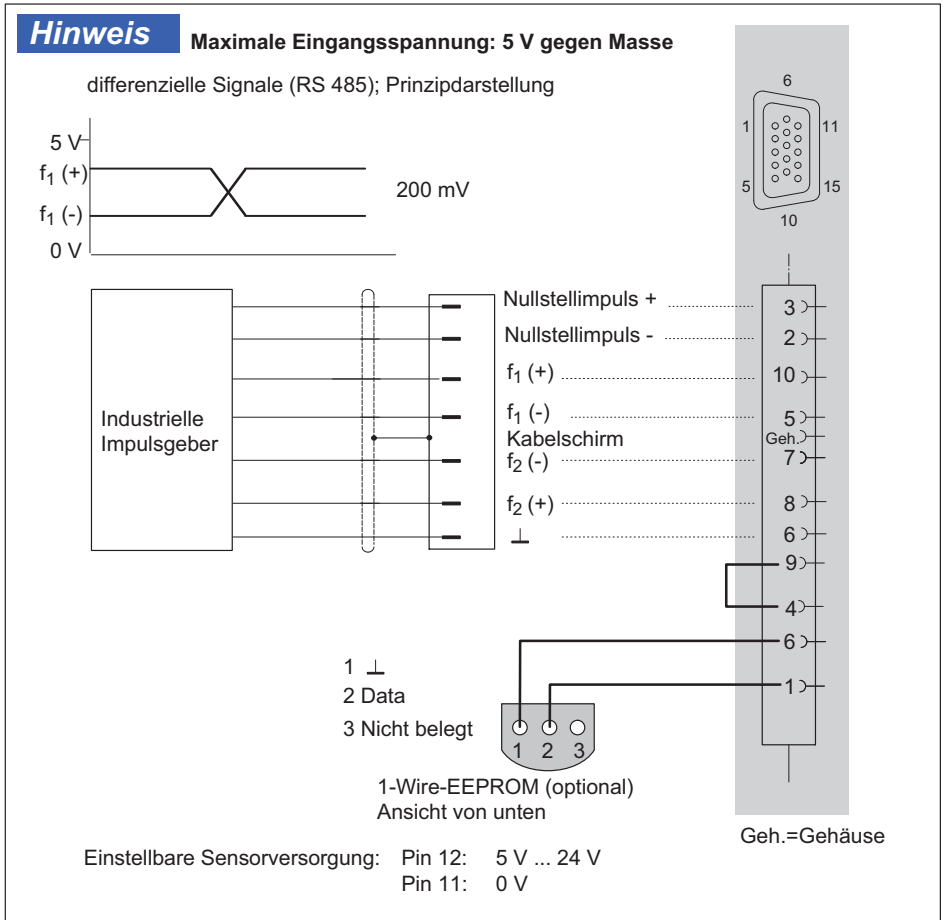 Hinweis Maximale Eingangsspannung: 5 V gegen Masse
differenzielle Signale (RS 485); Prinzipdarstellung
5 V
f₁ (+)
200 mV
f₁ (-)
0 V
6
1 11
5 15
10
Industrielle
Impulsgeber
Nullstellimpuls + 3
Nullstellimpuls - 2
f₁ (+) 10
f₁ (-) 5
Kabelschirm Geh.
f₂ (-) 7
f₂ (+) 8
⊥ 6
9
4
6
1
1 ⊥
2 Data
3 Nicht belegt
1 2 3
1-Wire-EEPROM (optional)
Ansicht von unten
Geh.=Gehäuse
Einstellbare Sensorversorgung: Pin 12: 5 V ... 24 V
Pin 11: 0 V